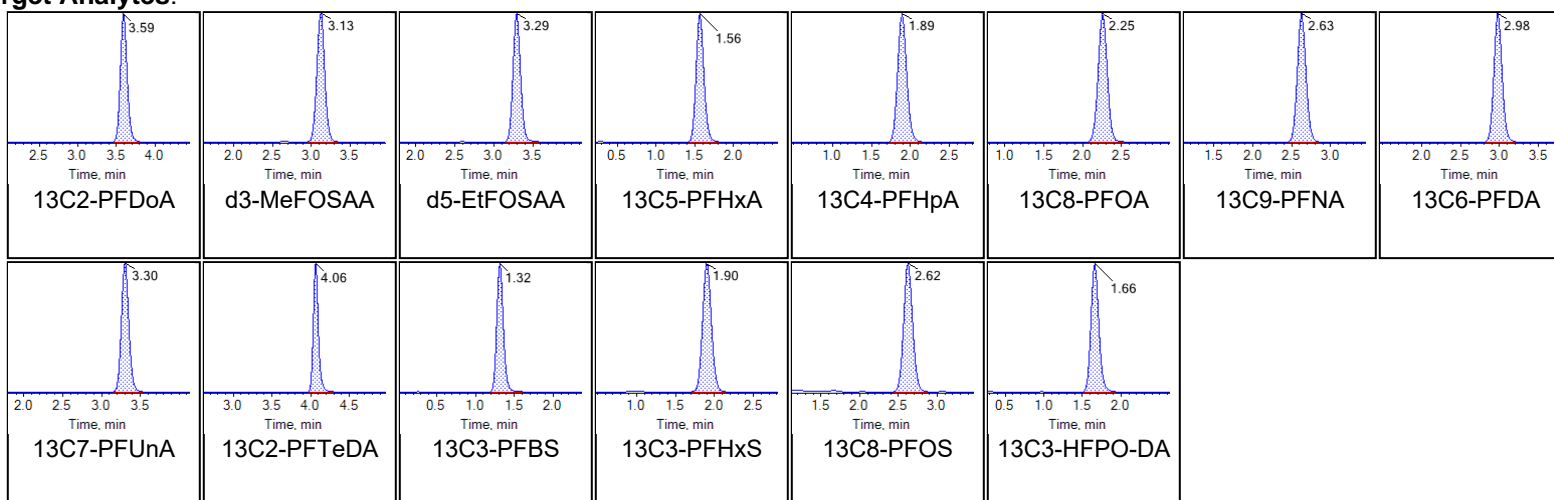 rget Analytes:
3.59 3.13 3.29 1.56 1.89 2.25 2.63 2.98
2.5 3.0 3.5 4.0 2.0 2.5 3.0 3.5 2.0 2.5 3.0 3.5 0.5 1.0 1.5 2.0 1.0 1.5 2.0 2.5 1.0 1.5 2.0 2.5 1.5 2.0 2.5 3.0 2.0 2.5 3.0 3.5
Time, min Time, min Time, min Time, min Time, min Time, min Time, min Time, min
13C2-PFDoA d3-MeFOSAA d5-EtFOSAA 13C5-PFHxA 13C4-PFHpA 13C8-PFOA 13C9-PFNA 13C6-PFDA
3.30 4.06 1.32 1.90 2.62 1.66
2.0 2.5 3.0 3.5 3.0 3.5 4.0 4.5 0.5 1.0 1.5 2.0 1.0 1.5 2.0 2.5 1.5 2.0 2.5 3.0 0.5 1.0 1.5 2.0
Time, min Time, min Time, min Time, min Time, min Time, min
13C7-PFUnA 13C2-PFTeDA 13C3-PFBS 13C3-PFHxS 13C8-PFOS 13C3-HFPO-DA